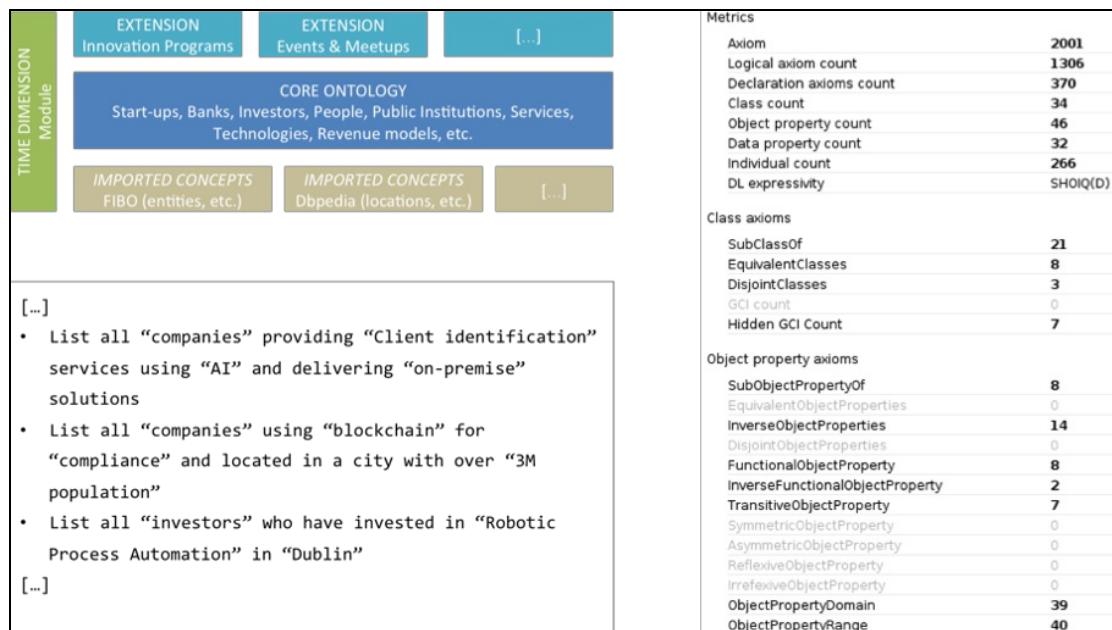 TIME DIMENSION
Module
EXTENSION
Innovation Programs
EXTENSION
Events & Meetups
[...]
CORE ONTOLOGY
Start-ups, Banks, Investors, People, Public Institutions, Services,
Technologies, Revenue models, etc.
IMPORTED CONCEPTS
FIBO (entities, etc.)
IMPORTED CONCEPTS
Dbpedia (locations, etc.)
[...]
[…]
• List all “companies” providing “Client identification”
services using “AI” and delivering “on-premise”
solutions
• List all “companies” using “blockchain” for
“compliance” and located in a city with over “3M
population”
• List all “investors” who have invested in “Robotic
Process Automation” in “Dublin”
[…]
Metrics
Axiom 2001
Logical axiom count 1306
Declaration axioms count 370
Class count 34
Object property count 46
Data property count 32
Individual count 266
DL expressivity SHOIQ(D)
Class axioms
SubClassOf 21
EquivalentClasses 8
DisjointClasses 3
GCI count 0
Hidden GCI Count 7
Object property axioms
SubObjectPropertyOf 8
EquivalentObjectProperties 0
InverseObjectProperties 14
DisjointObjectProperties 0
FunctionalObjectProperty 8
InverseFunctionalObjectProperty 2
TransitiveObjectProperty 7
SymmetricObjectProperty 0
AsymmetricObjectProperty 0
ReflexiveObjectProperty 0
IrrefexiveObjectProperty 0
ObjectPropertyDomain 39
ObjectPropertyRange 40